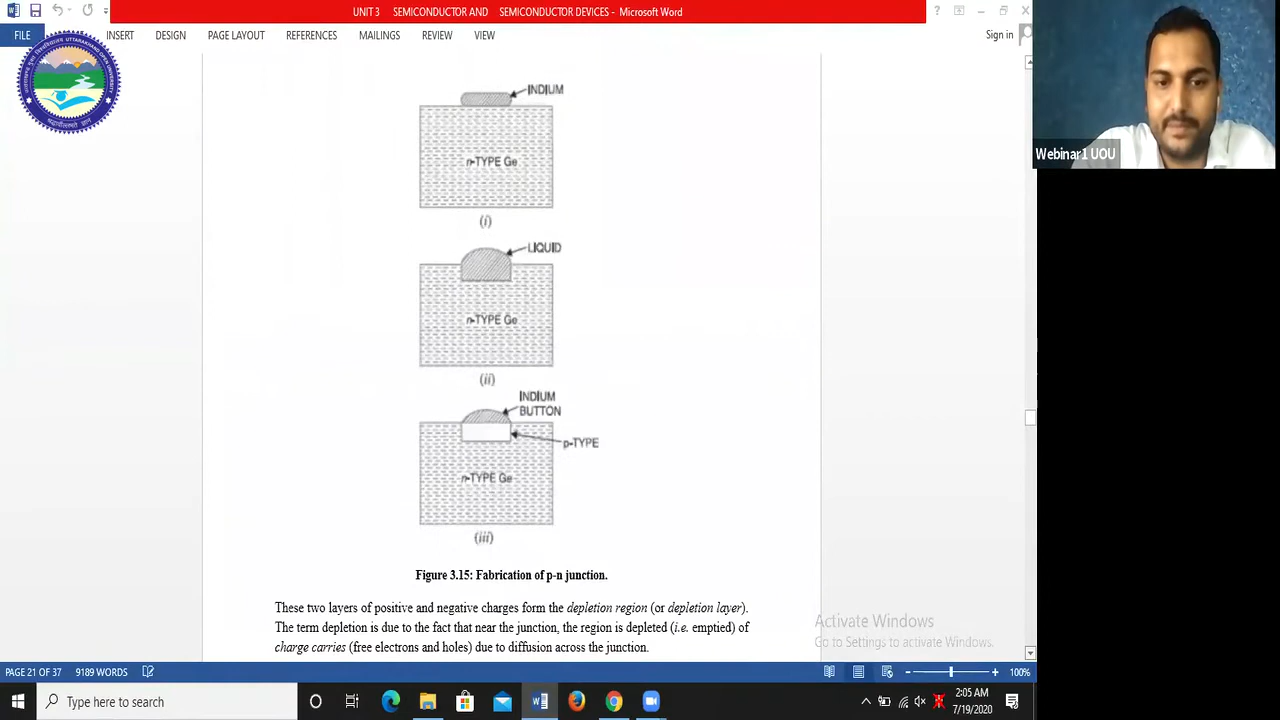 UNIT 3 SEMICONDUCTOR AND SEMICONDUCTOR DEVICES - Microsoft Word
FILE INSERT DESIGN PAGE LAYOUT REFERENCES MAILINGS REVIEW VIEW Sign in
INDIUM
n-TYPE Ge
(i)
LIQUID
n-TYPE Ge
(ii)
INDIUM
BUTTON
p-TYPE
n-TYPE Ge
(iii)
Figure 3.15: Fabrication of p-n junction.
These two layers of positive and negative charges form the depletion region (or depletion layer).
The term depletion is due to the fact that near the junction, the region is depleted (i.e. emptied) of
charge carries (free electrons and holes) due to diffusion across the junction.
Webinar1 UOU
Activate Windows
Go to Settings to activate Windows.
PAGE 21 OF 37 9189 WORDS 100%
Type here to search
2:05 AM
7/19/2020